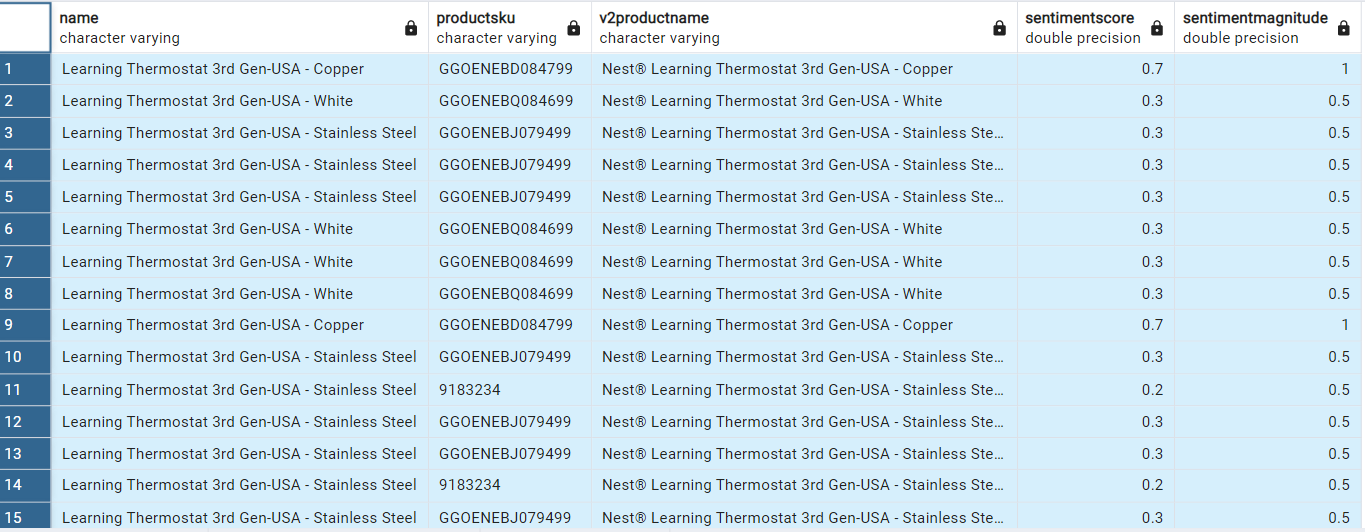 name productsku v2productname sentimentscore sentimentmagnitude
character varying character varying character varying double precision double precision
1 Learning Thermostat 3rd Gen-USA - Copper GGOENEBD084799 Nest® Learning Thermostat 3rd Gen-USA - Copper 0.7 1
2 Learning Thermostat 3rd Gen-USA - White GGOENEBQ084699 Nest® Learning Thermostat 3rd Gen-USA - White 0.3 0.5
3 Learning Thermostat 3rd Gen-USA - Stainless Steel GGOENEBJ079499 Nest® Learning Thermostat 3rd Gen-USA - Stainless Ste… 0.3 0.5
4 Learning Thermostat 3rd Gen-USA - Stainless Steel GGOENEBJ079499 Nest® Learning Thermostat 3rd Gen-USA - Stainless Ste… 0.3 0.5
5 Learning Thermostat 3rd Gen-USA - Stainless Steel GGOENEBJ079499 Nest® Learning Thermostat 3rd Gen-USA - Stainless Ste… 0.3 0.5
6 Learning Thermostat 3rd Gen-USA - White GGOENEBQ084699 Nest® Learning Thermostat 3rd Gen-USA - White 0.3 0.5
7 Learning Thermostat 3rd Gen-USA - White GGOENEBQ084699 Nest® Learning Thermostat 3rd Gen-USA - White 0.3 0.5
8 Learning Thermostat 3rd Gen-USA - White GGOENEBQ084699 Nest® Learning Thermostat 3rd Gen-USA - White 0.3 0.5
9 Learning Thermostat 3rd Gen-USA - Copper GGOENEBD084799 Nest® Learning Thermostat 3rd Gen-USA - Copper 0.7 1
10 Learning Thermostat 3rd Gen-USA - Stainless Steel GGOENEBJ079499 Nest® Learning Thermostat 3rd Gen-USA - Stainless Ste… 0.3 0.5
11 Learning Thermostat 3rd Gen-USA - Stainless Steel 9183234 Nest® Learning Thermostat 3rd Gen-USA - Stainless Ste… 0.2 0.5
12 Learning Thermostat 3rd Gen-USA - Stainless Steel GGOENEBJ079499 Nest® Learning Thermostat 3rd Gen-USA - Stainless Ste… 0.3 0.5
13 Learning Thermostat 3rd Gen-USA - Stainless Steel GGOENEBJ079499 Nest® Learning Thermostat 3rd Gen-USA - Stainless Ste… 0.3 0.5
14 Learning Thermostat 3rd Gen-USA - Stainless Steel 9183234 Nest® Learning Thermostat 3rd Gen-USA - Stainless Ste… 0.2 0.5
15 Learning Thermostat 3rd Gen-USA - Stainless Steel GGOENEBJ079499 Nest® Learning Thermostat 3rd Gen-USA - Stainless Ste… 0.3 0.5